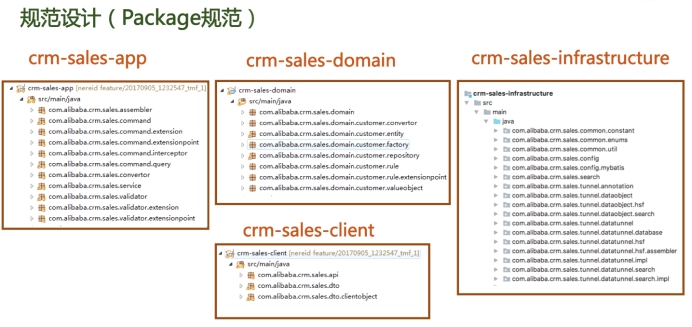 规范设计（Package规范）
crm-sales-app
crm-sales-app [nereid feature/20170905_1232547_tmf_1]
src/main/java
com.alibaba.crm.sales.assembler
com.alibaba.crm.sales.command
com.alibaba.crm.sales.command.extension
com.alibaba.crm.sales.command.extensionpoint
com.alibaba.crm.sales.command.interceptor
com.alibaba.crm.sales.command.query
com.alibaba.crm.sales.convertor
com.alibaba.crm.sales.service
com.alibaba.crm.sales.validator
com.alibaba.crm.sales.validator.extension
com.alibaba.crm.sales.validator.extensionpoint
crm-sales-domain
crm-sales-domain
src/main/java
com.alibaba.crm.sales.domain
com.alibaba.crm.sales.domain.customer.convertor
com.alibaba.crm.sales.domain.customer.entity
com.alibaba.crm.sales.domain.customer.factory
com.alibaba.crm.sales.domain.customer.repository
com.alibaba.crm.sales.domain.customer.rule
com.alibaba.crm.sales.domain.customer.rule.extensionpoint
com.alibaba.crm.sales.domain.customer.valueobject
crm-sales-client
crm-sales-client [nereid feature/20170905_1232547_tmf_1]
src/main/java
com.alibaba.crm.sales.api
com.alibaba.crm.sales.dto
com.alibaba.crm.sales.dto.clientobject
crm-sales-infrastructure
crm-sales-infrastructure
src
main
java
com.alibaba.crm.sales.common.constant
com.alibaba.crm.sales.common.enums
com.alibaba.crm.sales.common.util
com.alibaba.crm.sales.config
com.alibaba.crm.sales.config.mybatis
com.alibaba.crm.sales.search
com.alibaba.crm.sales.tunnel.annotation
com.alibaba.crm.sales.tunnel.dataobject
com.alibaba.crm.sales.tunnel.dataobject.hsf
com.alibaba.crm.sales.tunnel.dataobject.search
com.alibaba.crm.sales.tunnel.datatunnel
com.alibaba.crm.sales.tunnel.datatunnel.database
com.alibaba.crm.sales.tunnel.datatunnel.hsf
com.alibaba.crm.sales.tunnel.datatunnel.hsf.assembler
com.alibaba.crm.sales.tunnel.datatunnel.impl
com.alibaba.crm.sales.tunnel.datatunnel.search
com.alibaba.crm.sales.tunnel.datatunnel.search.impl